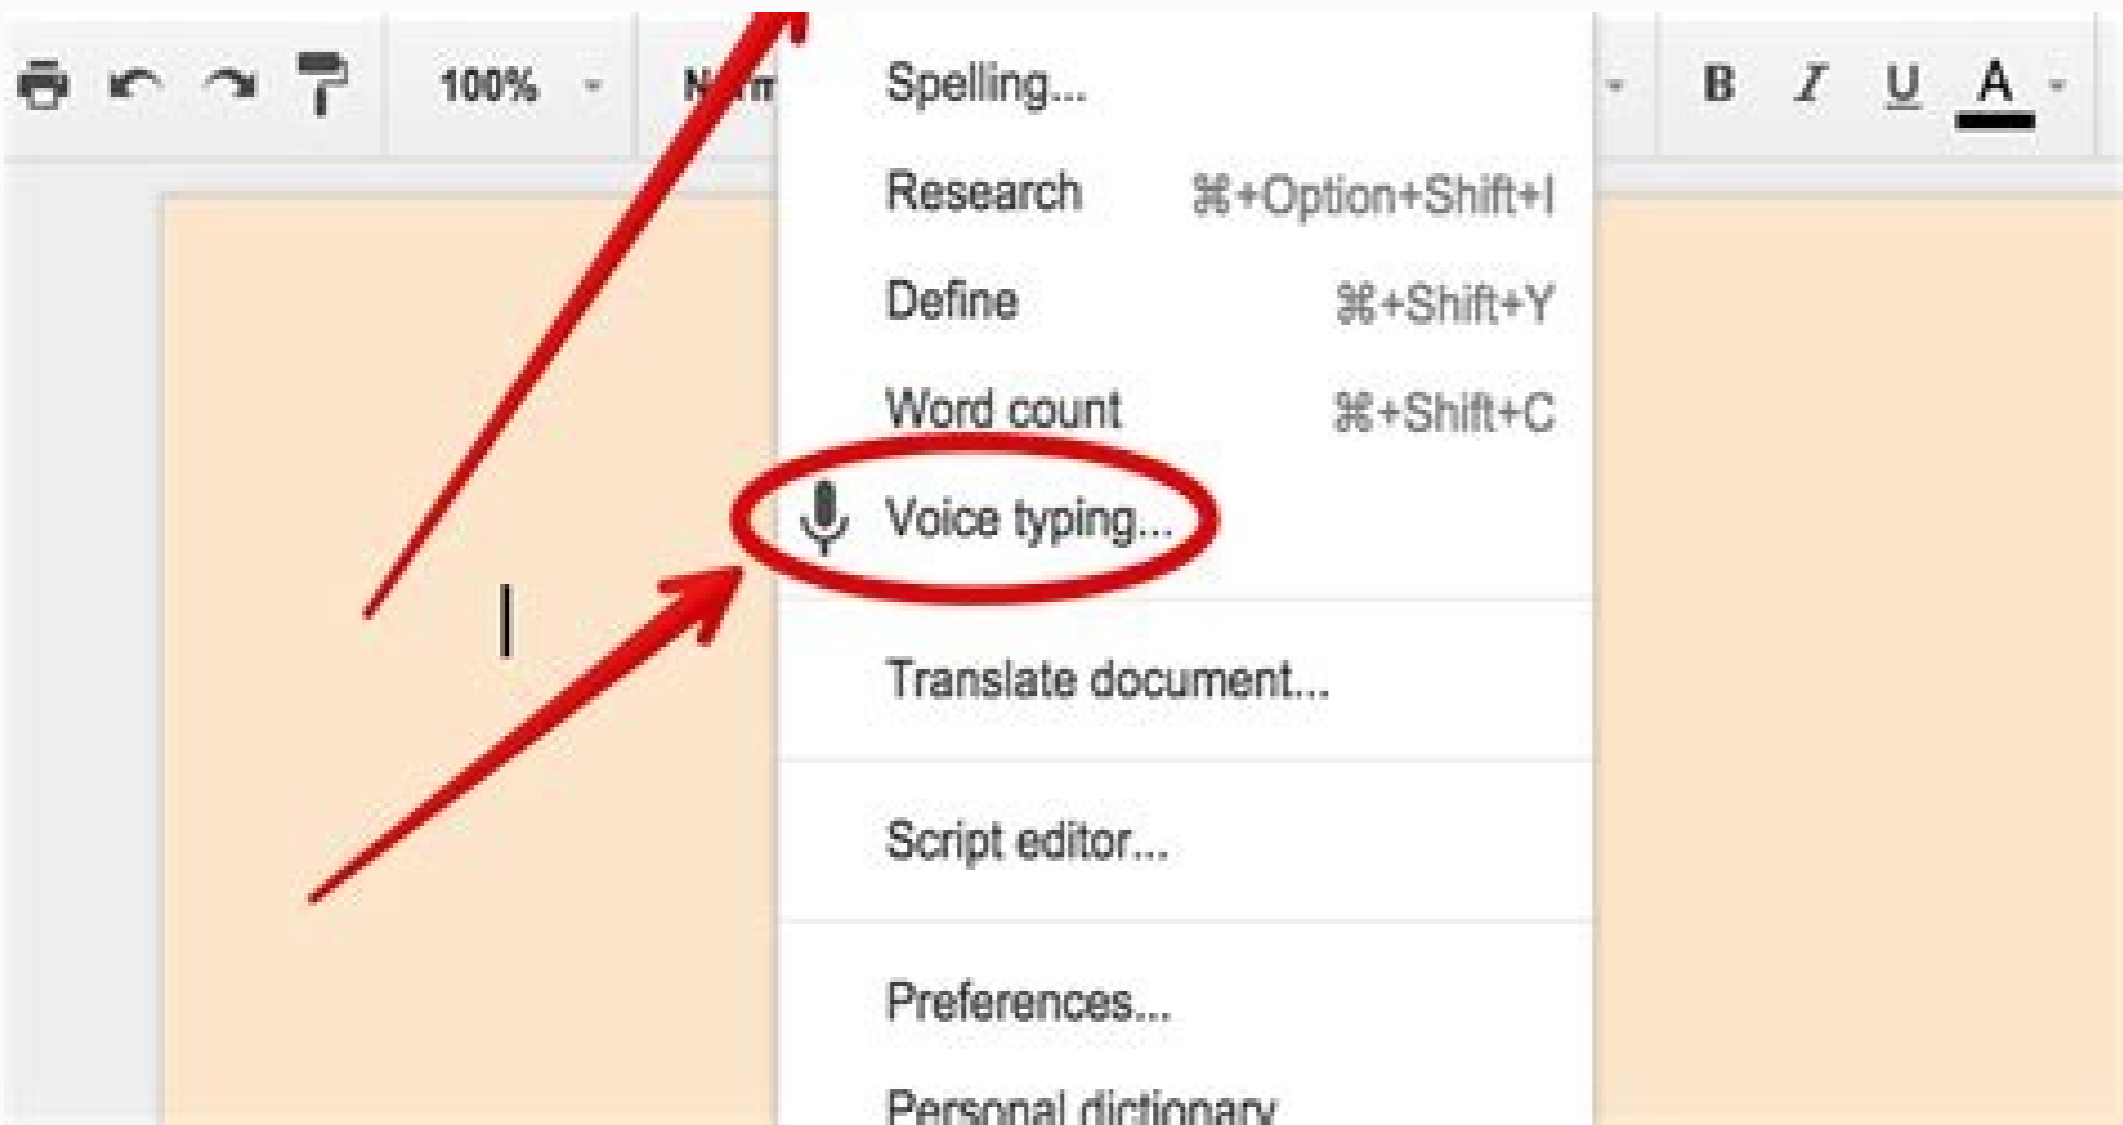 100%
B I U A
Spelling...
Research ⌘+Option+Shift+I
Define ⌘+Shift+Y
Word count ⌘+Shift+C
Voice typing...
Translate document...
Script editor...
Preferences...
Personal dictionary